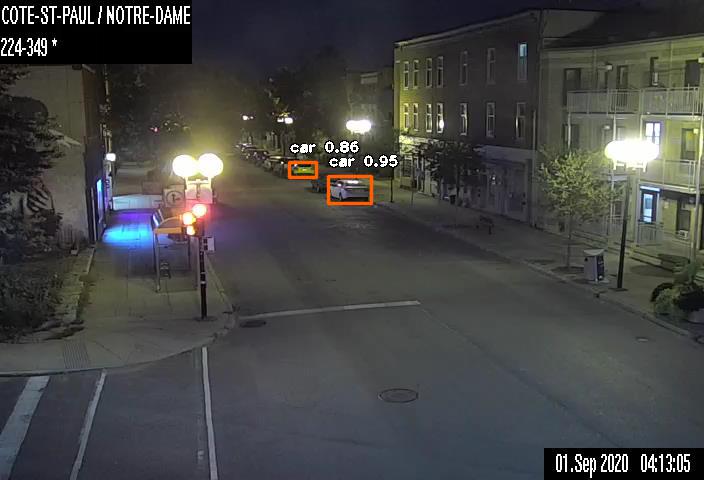 COTE-ST-PAUL / NOTRE-DAME
224-349 *
car 0.86
car 0.95
01.Sep 2020 04:13:05